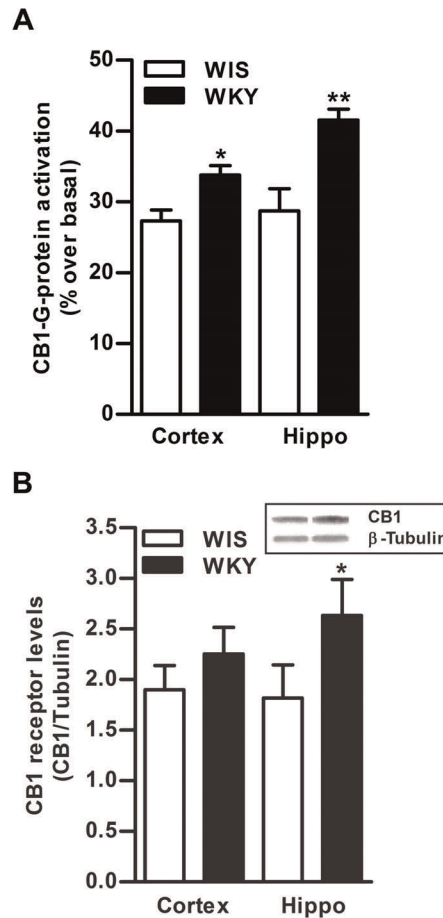 A
CB1-G-protein activation
(% over basal)
50
40
30
20
10
0
WIS
WKY
*
**
Cortex
Hippo
B
CB1 receptor levels
(CB1/Tubulin)
3.5
3.0
2.5
2.0
1.5
1.0
0.5
0.0
WIS
WKY
CB1
β-Tubulin
*
Cortex
Hippo